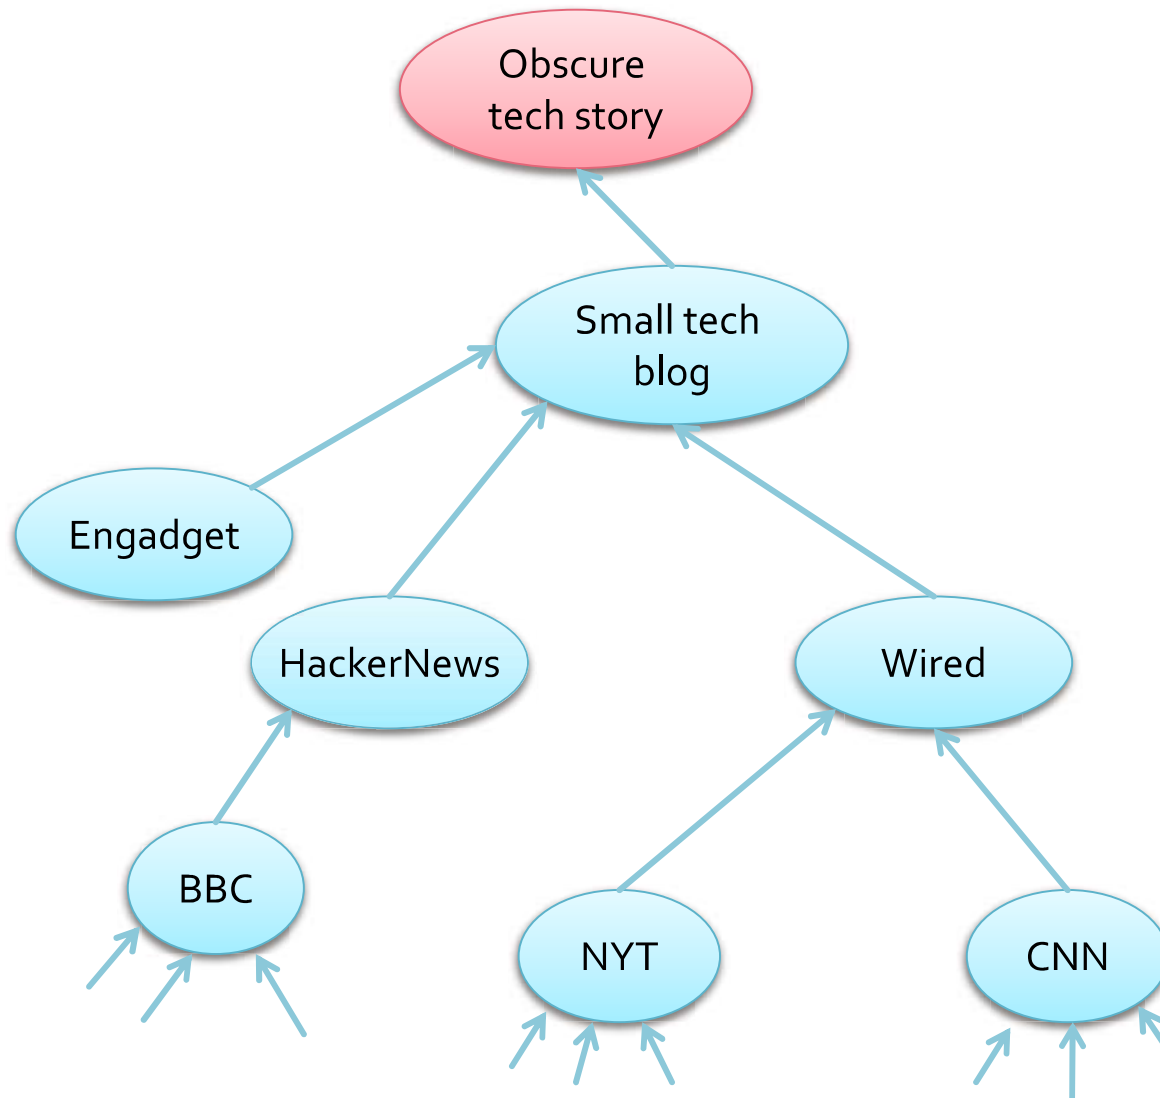 Obscure
tech story
Small tech
blog
Engadget
HackerNews
Wired
BBC
NYT
CNN